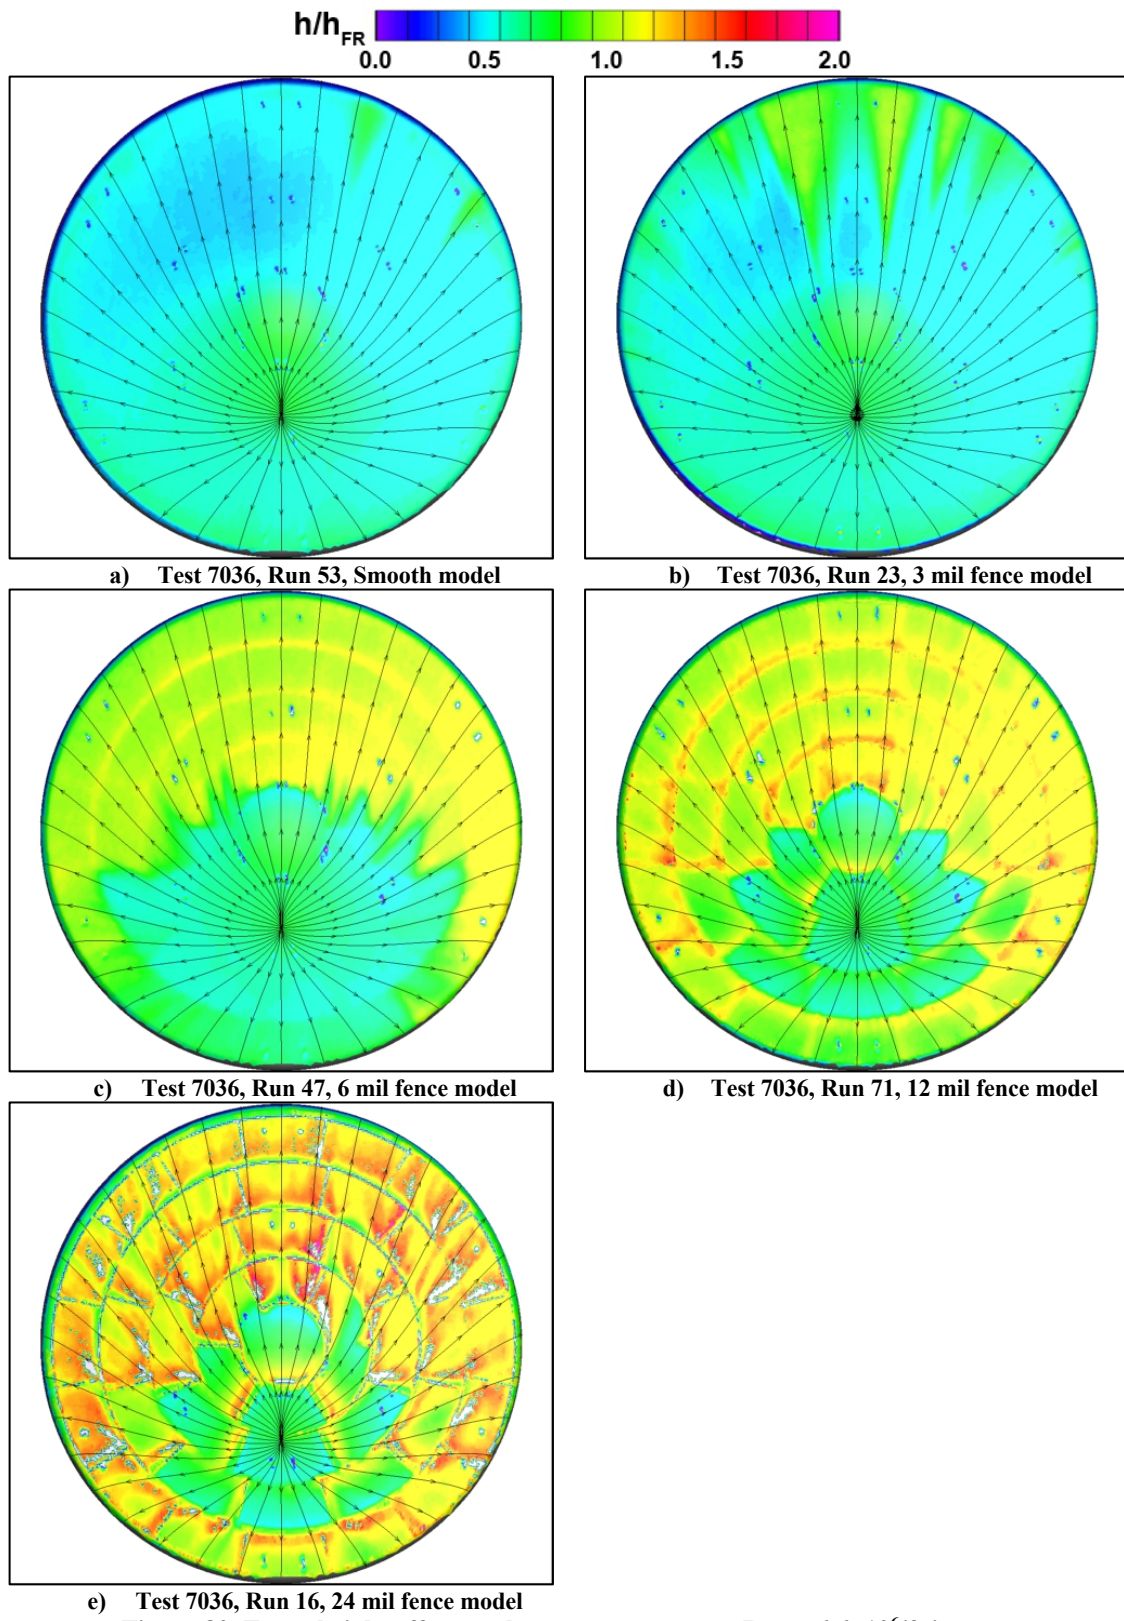 h/hFR
0.0 0.5 1.0 1.5 2.0
a) Test 7036, Run 53, Smooth model
b) Test 7036, Run 23, 3 mil fence model
c) Test 7036, Run 47, 6 mil fence model
d) Test 7036, Run 71, 12 mil fence model
e) Test 7036, Run 16, 24 mil fence model